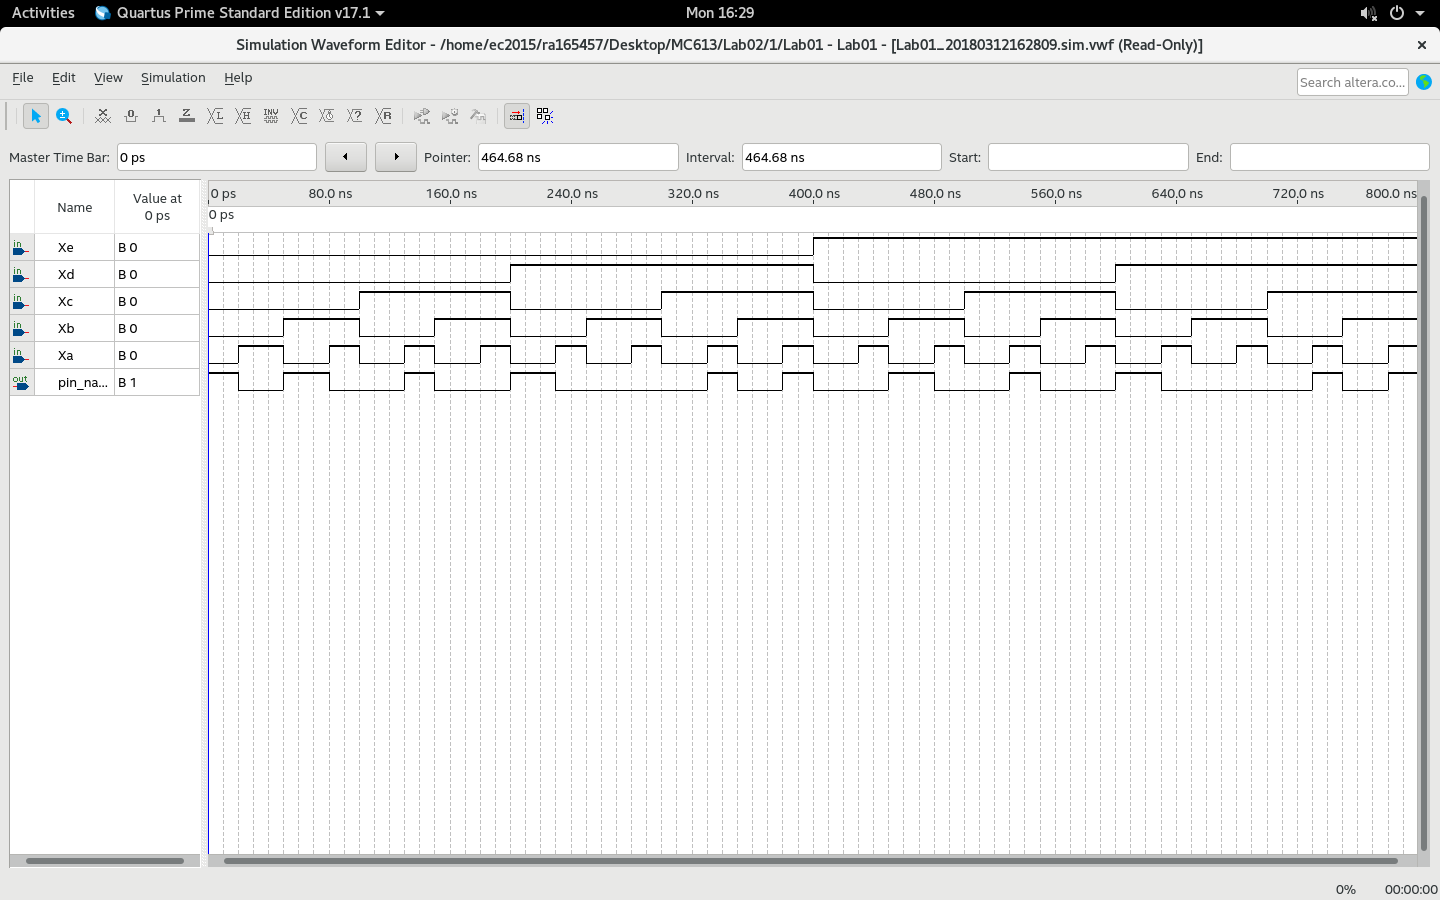 Activities Quartus Prime Standard Edition v17.1 Mon 16:29
Simulation Waveform Editor - /home/ec2015/ra165457/Desktop/MC613/Lab02/1/Lab01 - Lab01 - [Lab01_20180312162809.sim.vwf (Read-Only)]
File Edit View Simulation Help Search altera.co...
Master Time Bar: 0 ps Pointer: 464.68 ns Interval: 464.68 ns Start: End:
Name Value at 0 ps
0 ps 80.0 ns 160.0 ns 240.0 ns 320.0 ns 400.0 ns 480.0 ns 560.0 ns 640.0 ns 720.0 ns 800.0 ns
0 ps
in Xe B 0
in Xd B 0
in Xc B 0
in Xb B 0
in Xa B 0
out pin_na... B 1
0% 00:00:00